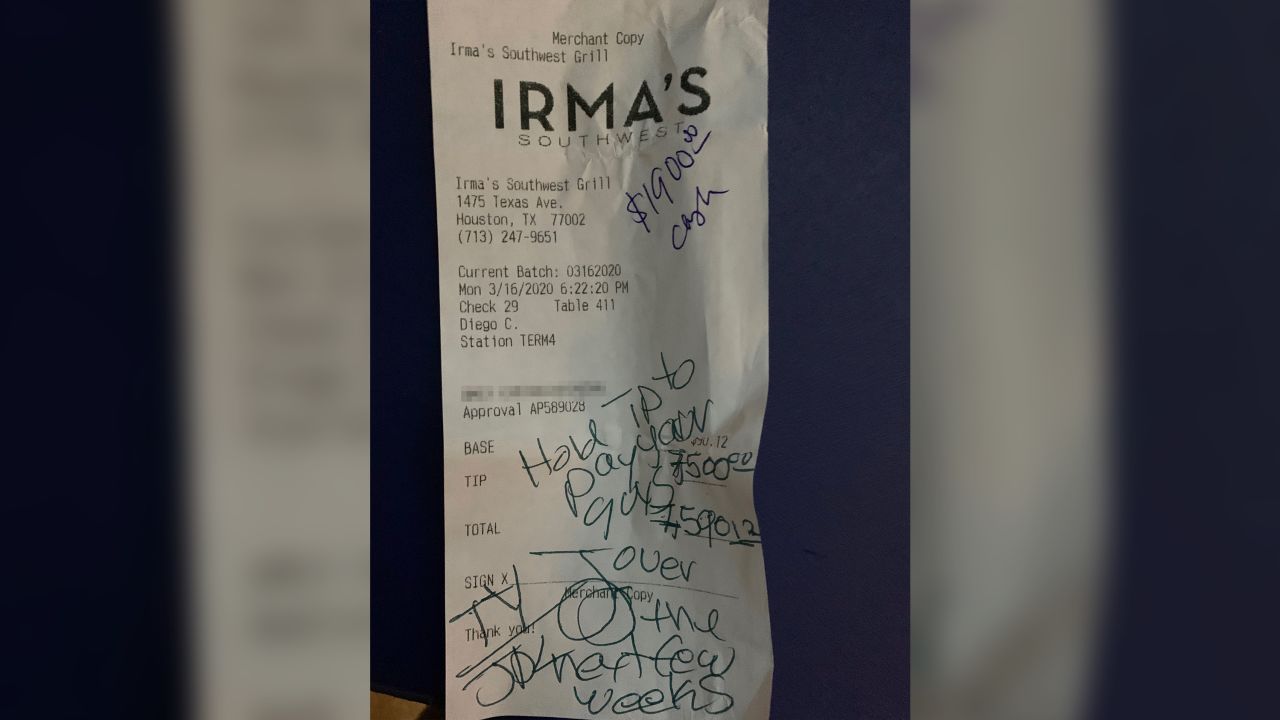 Merchant Copy
Irma's Southwest Grill
IRMA'S
SOUTHWEST
$1900.00
cash
Irma's Southwest Grill
1475 Texas Ave.
Houston, TX 77002
(713) 247-9651
Current Batch: 03162020
Mon 3/16/2020 6:22:20 PM
Check 29 Table 411
Diego C.
Station TERM4
Approval AP589028
Hold TIP to
pay your
guys
BASE
TIP 7500.00
TOTAL 7590.12
over
SIGN X
Merchant Copy
the
Thank you!
next few
weeks